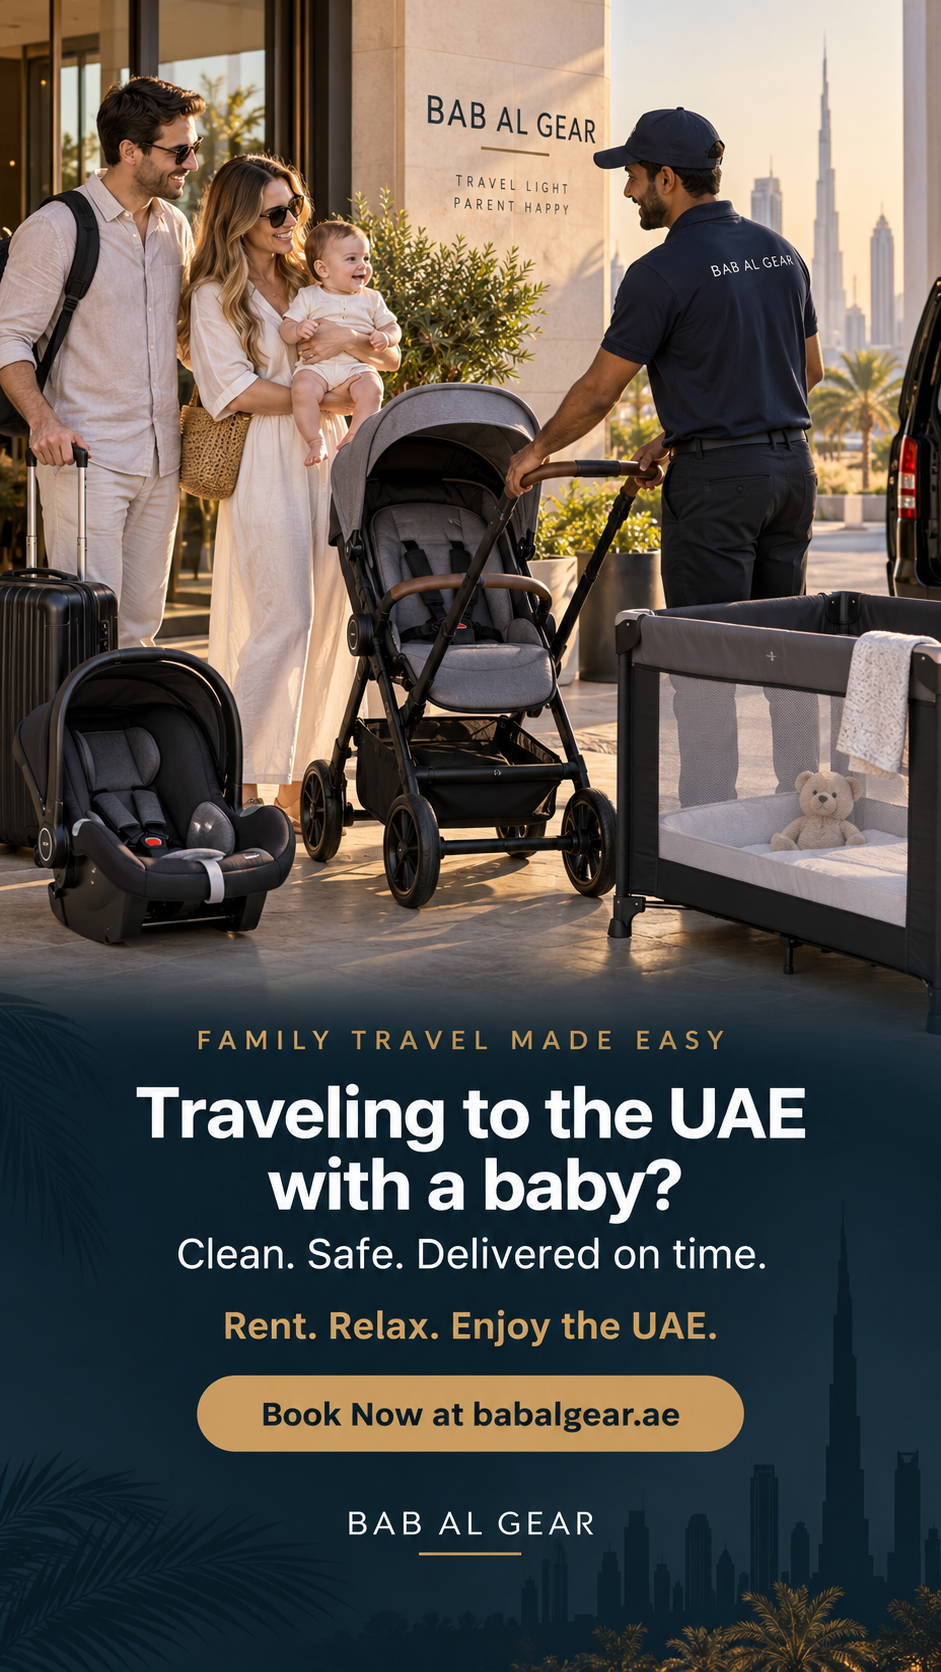 BAB AL GEAR
TRAVEL LIGHT
PARENT HAPPY
BAB AL GEAR
FAMILY TRAVEL MADE EASY
Traveling to the UAE
with a baby?
Clean. Safe. Delivered on time.
Rent. Relax. Enjoy the UAE.
Book Now at babalgear.ae
BAB AL GEAR